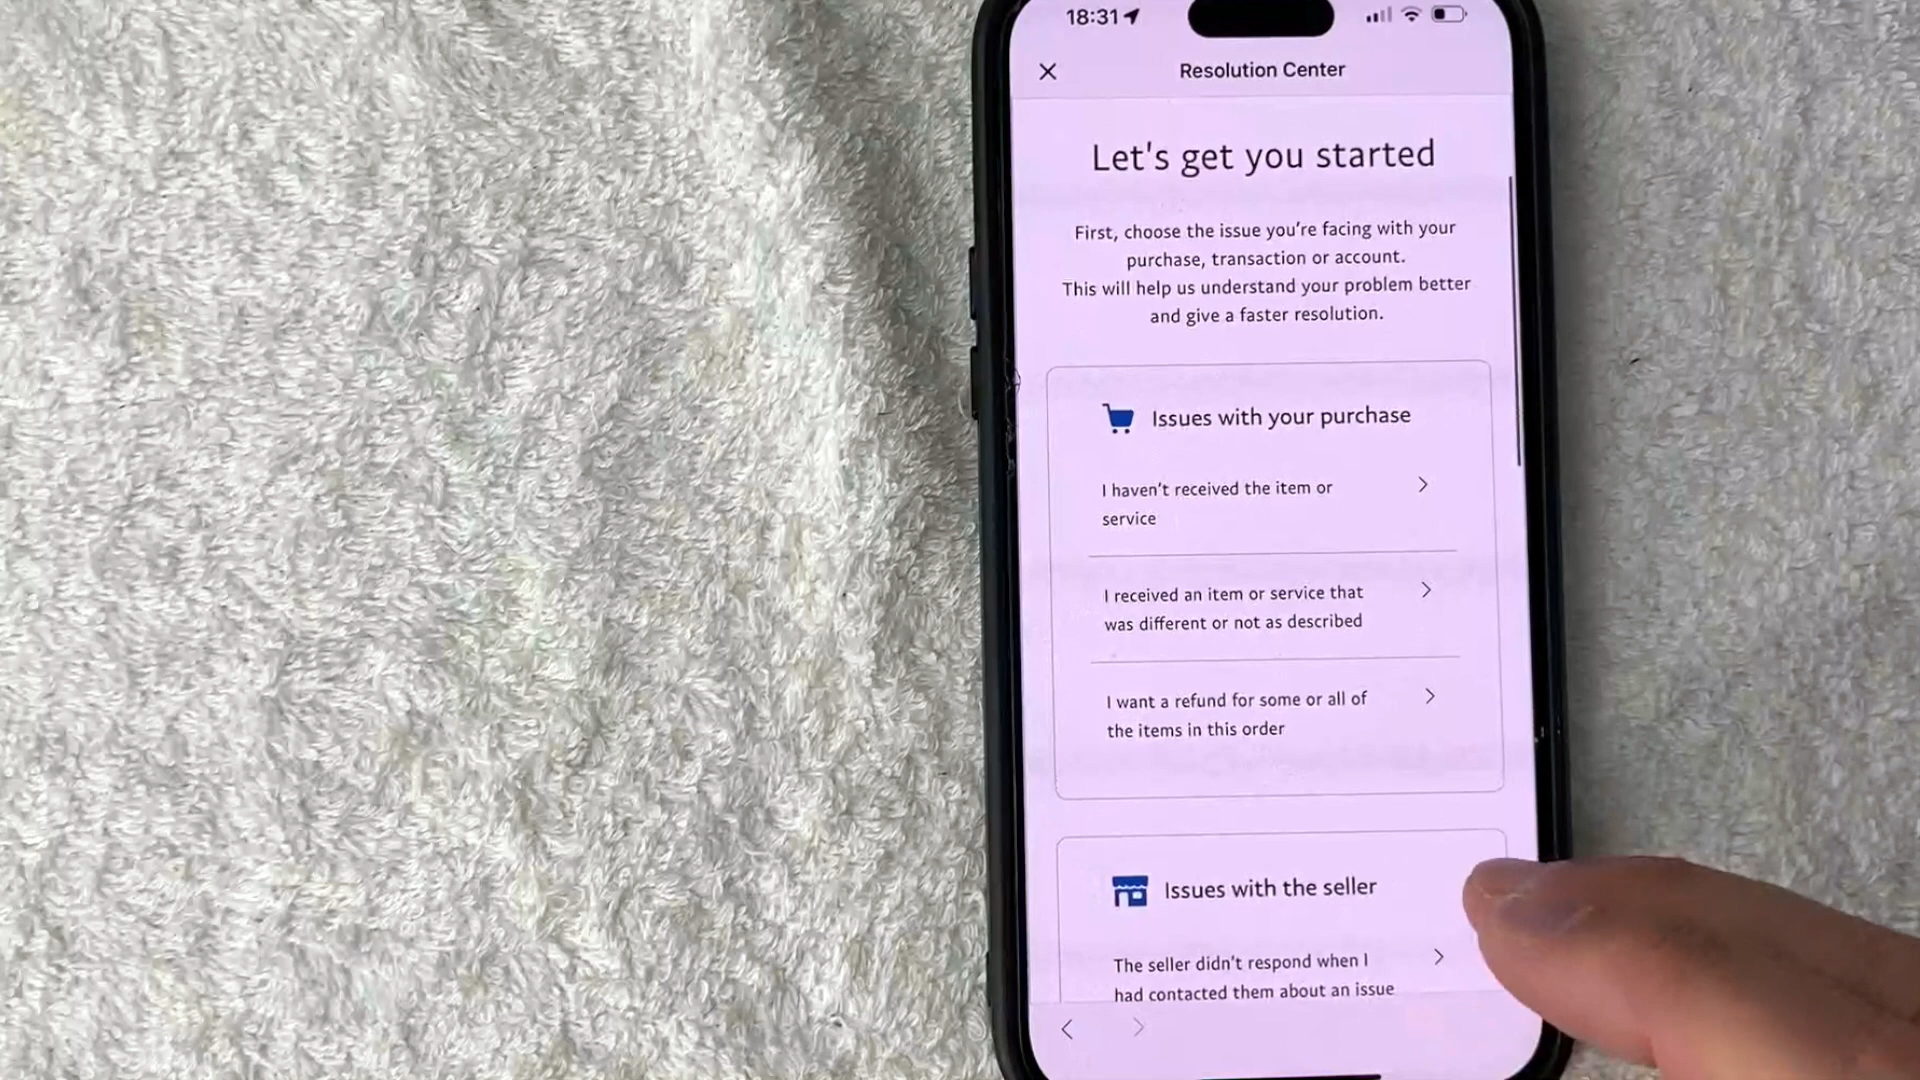 18:31
Resolution Center
Let's get you started
First, choose the issue you're facing with your
purchase, transaction or account.
This will help us understand your problem better
and give a faster resolution.
Issues with your purchase
I haven't received the item or
service
I received an item or service that
was different or not as described
I want a refund for some or all of
the items in this order
Issues with the seller
The seller didn't respond when I
had contacted them about an issue